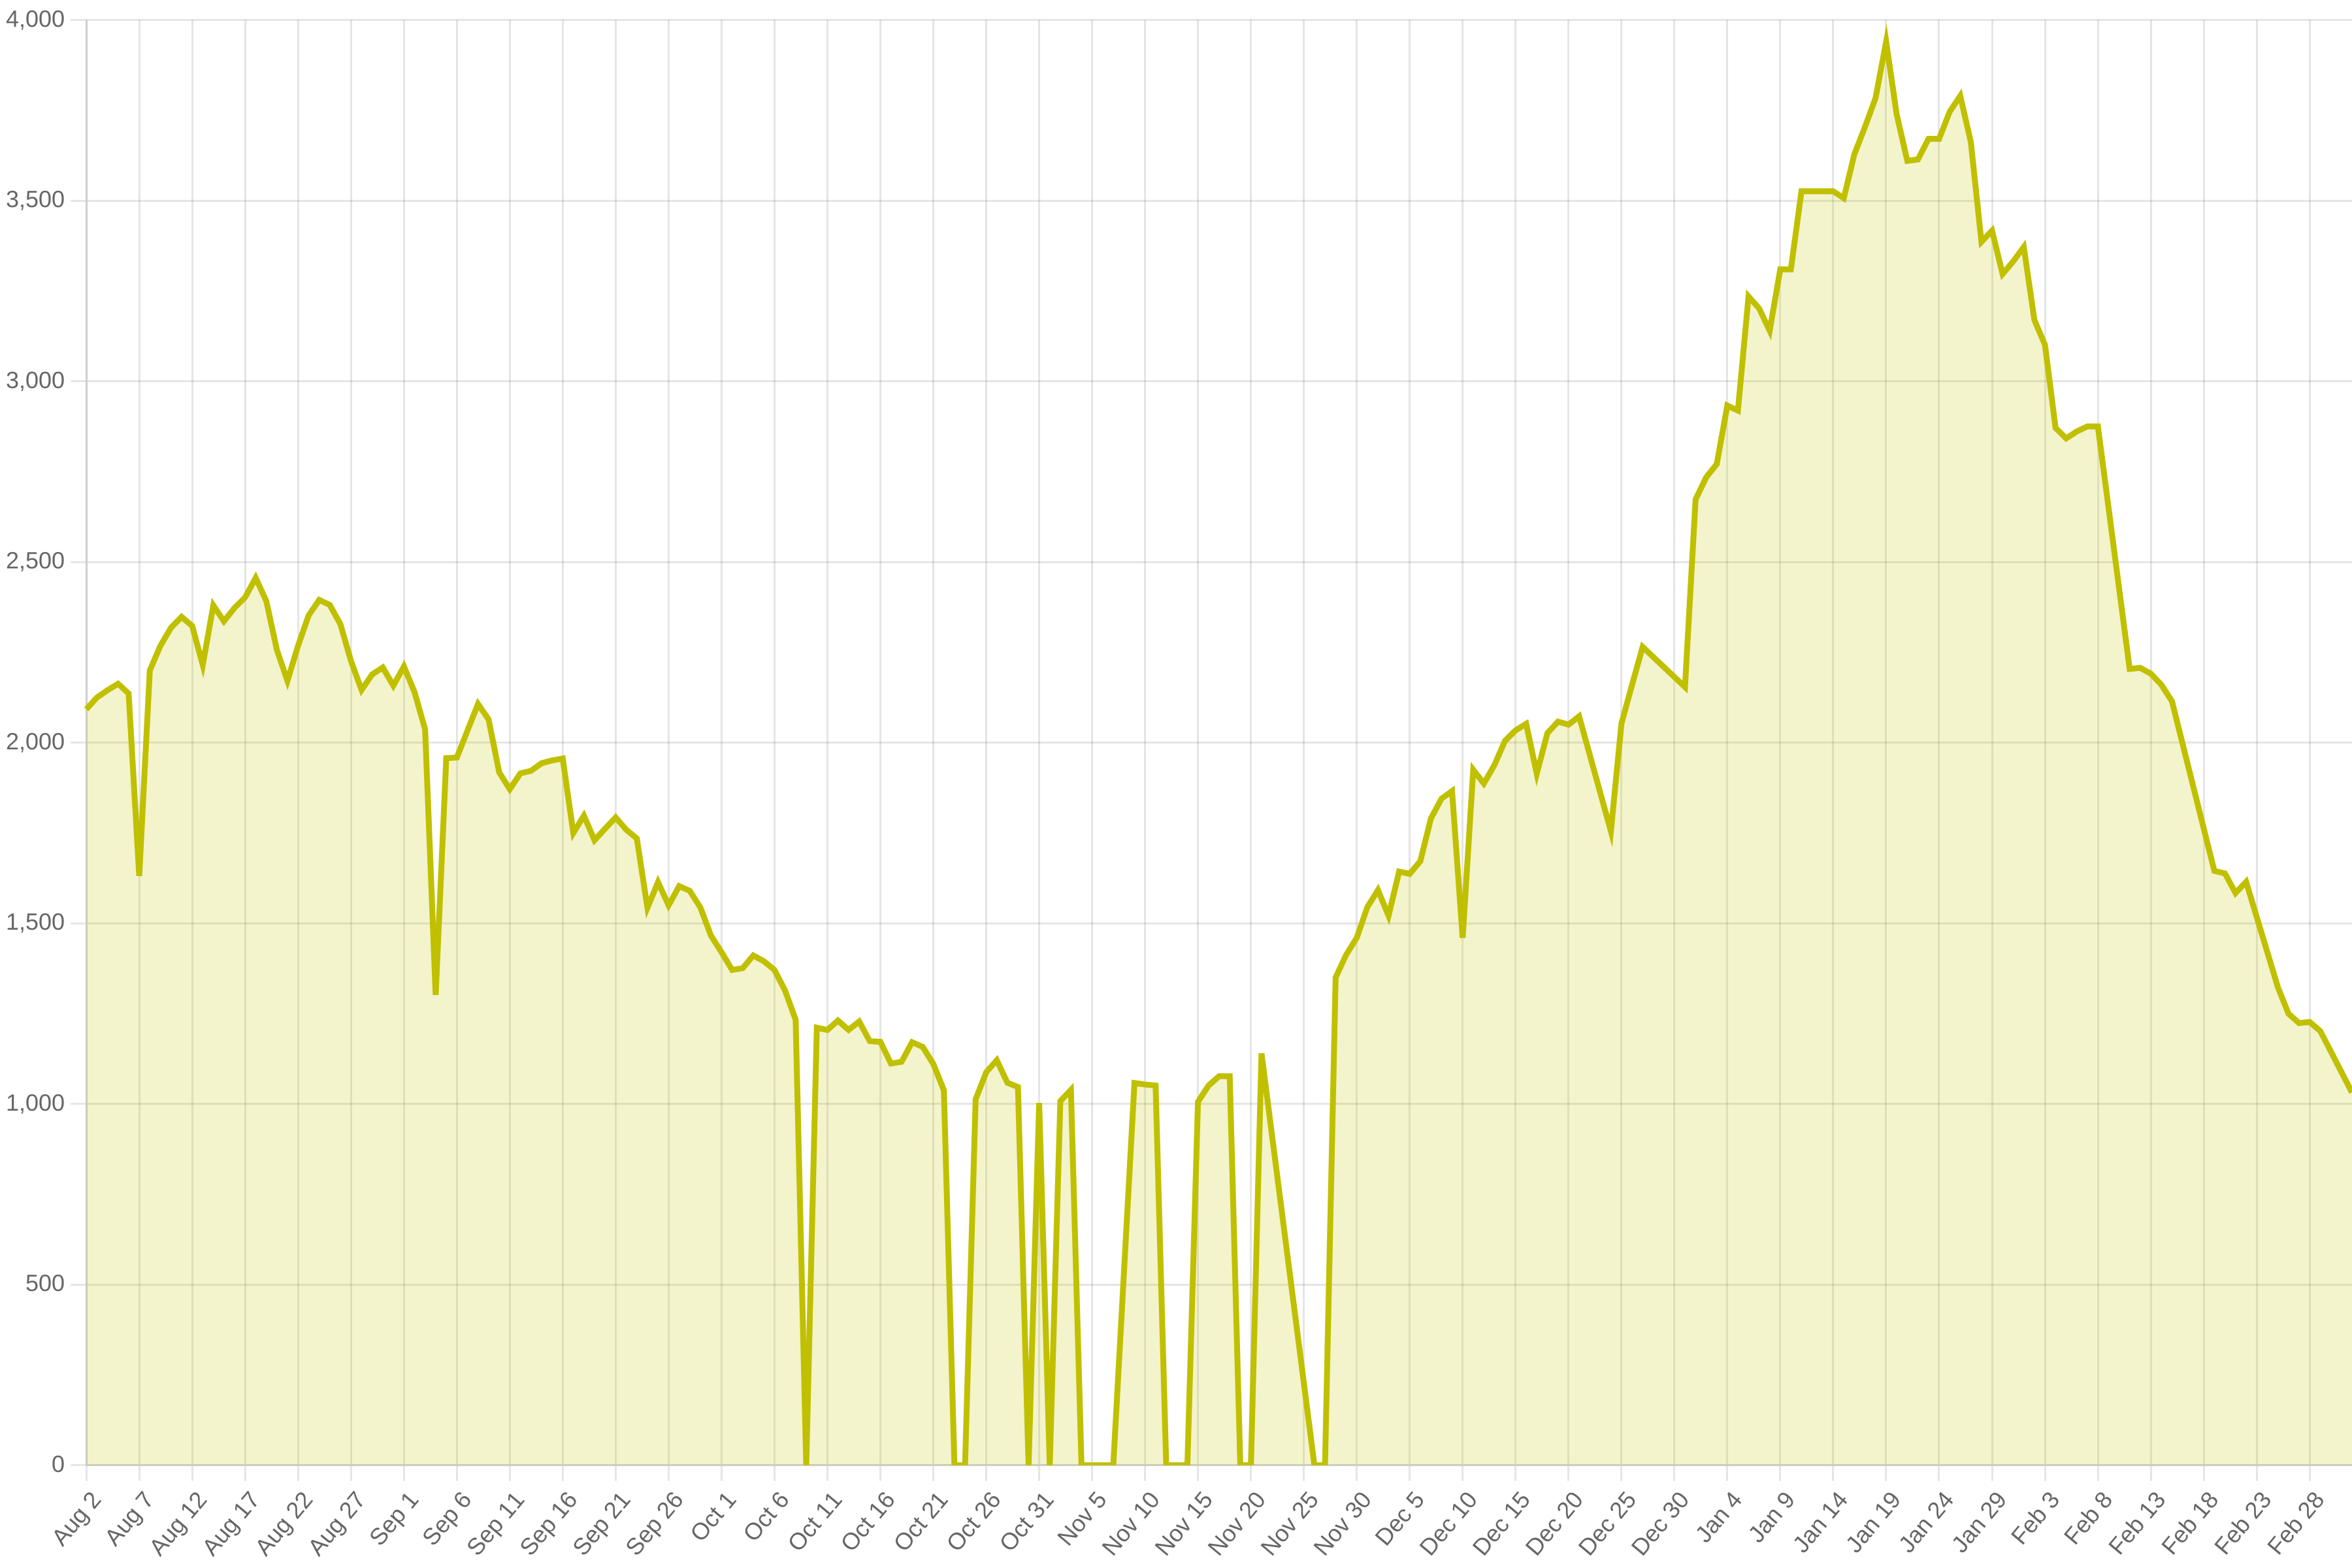 4,000
3,500
3,000
2,500
2,000
1,500
1,000
500
0
Aug 2
Aug 7
Aug 12
Aug 17
Aug 22
Aug 27
Sep 1
Sep 6
Sep 11
Sep 16
Sep 21
Sep 26
Oct 1
Oct 6
Oct 11
Oct 16
Oct 21
Oct 26
Oct 31
Nov 5
Nov 10
Nov 15
Nov 20
Nov 25
Nov 30
Dec 5
Dec 10
Dec 15
Dec 20
Dec 25
Dec 30
Jan 4
Jan 9
Jan 14
Jan 19
Jan 24
Jan 29
Feb 3
Feb 8
Feb 13
Feb 18
Feb 23
Feb 28